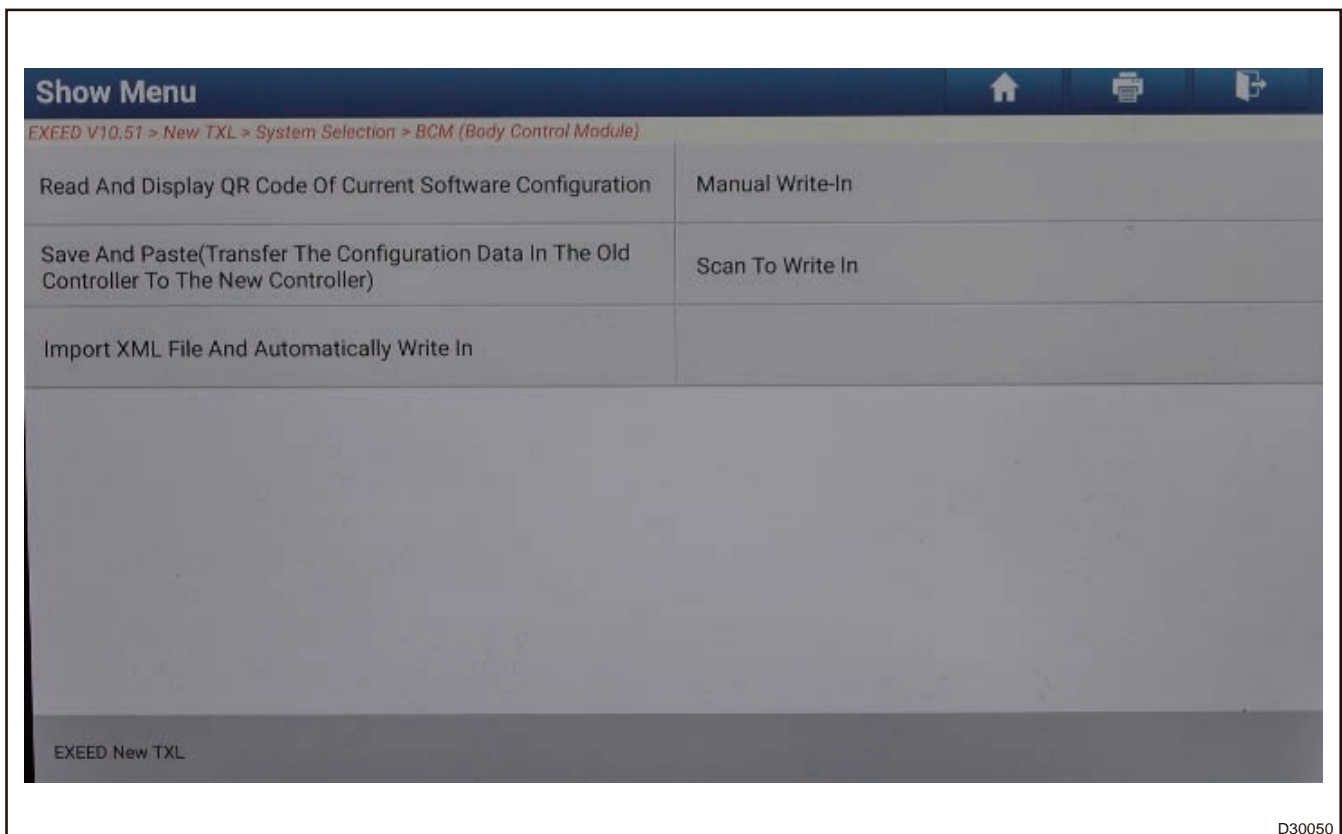 Show Menu
EXEED V10.51 > New TXL > System Selection > BCM (Body Control Module)
Read And Display QR Code Of Current Software Configuration
Manual Write-In
Save And Paste(Transfer The Configuration Data In The Old
Controller To The New Controller)
Scan To Write In
Import XML File And Automatically Write In
EXEED New TXL
D30050